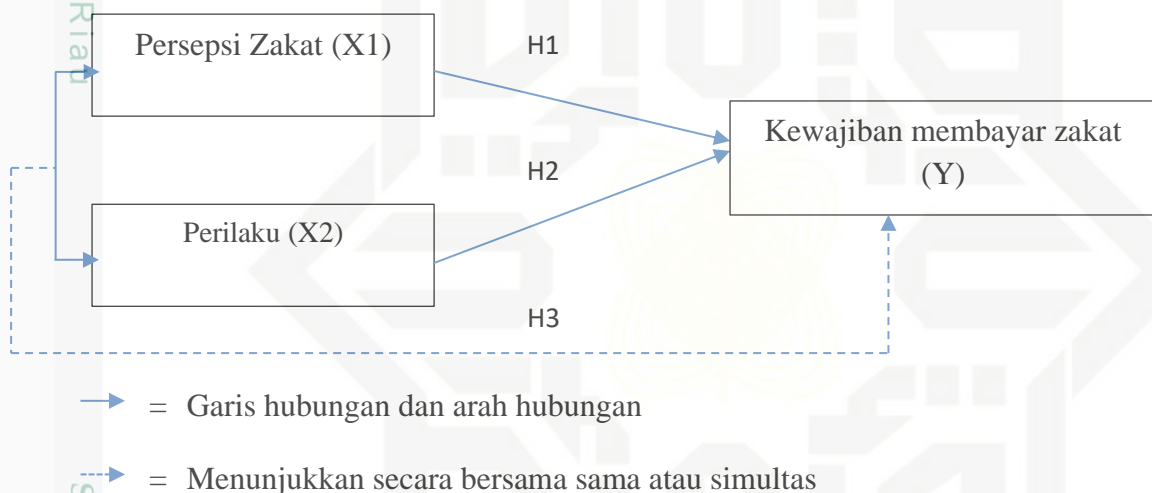 Riau
Persepsi Zakat (X1)
H1
Kewajiban membayar zakat
(Y)
H2
Perilaku (X2)
H3
= Garis hubungan dan arah hubungan
= Menunjukkan secara bersama sama atau simultas